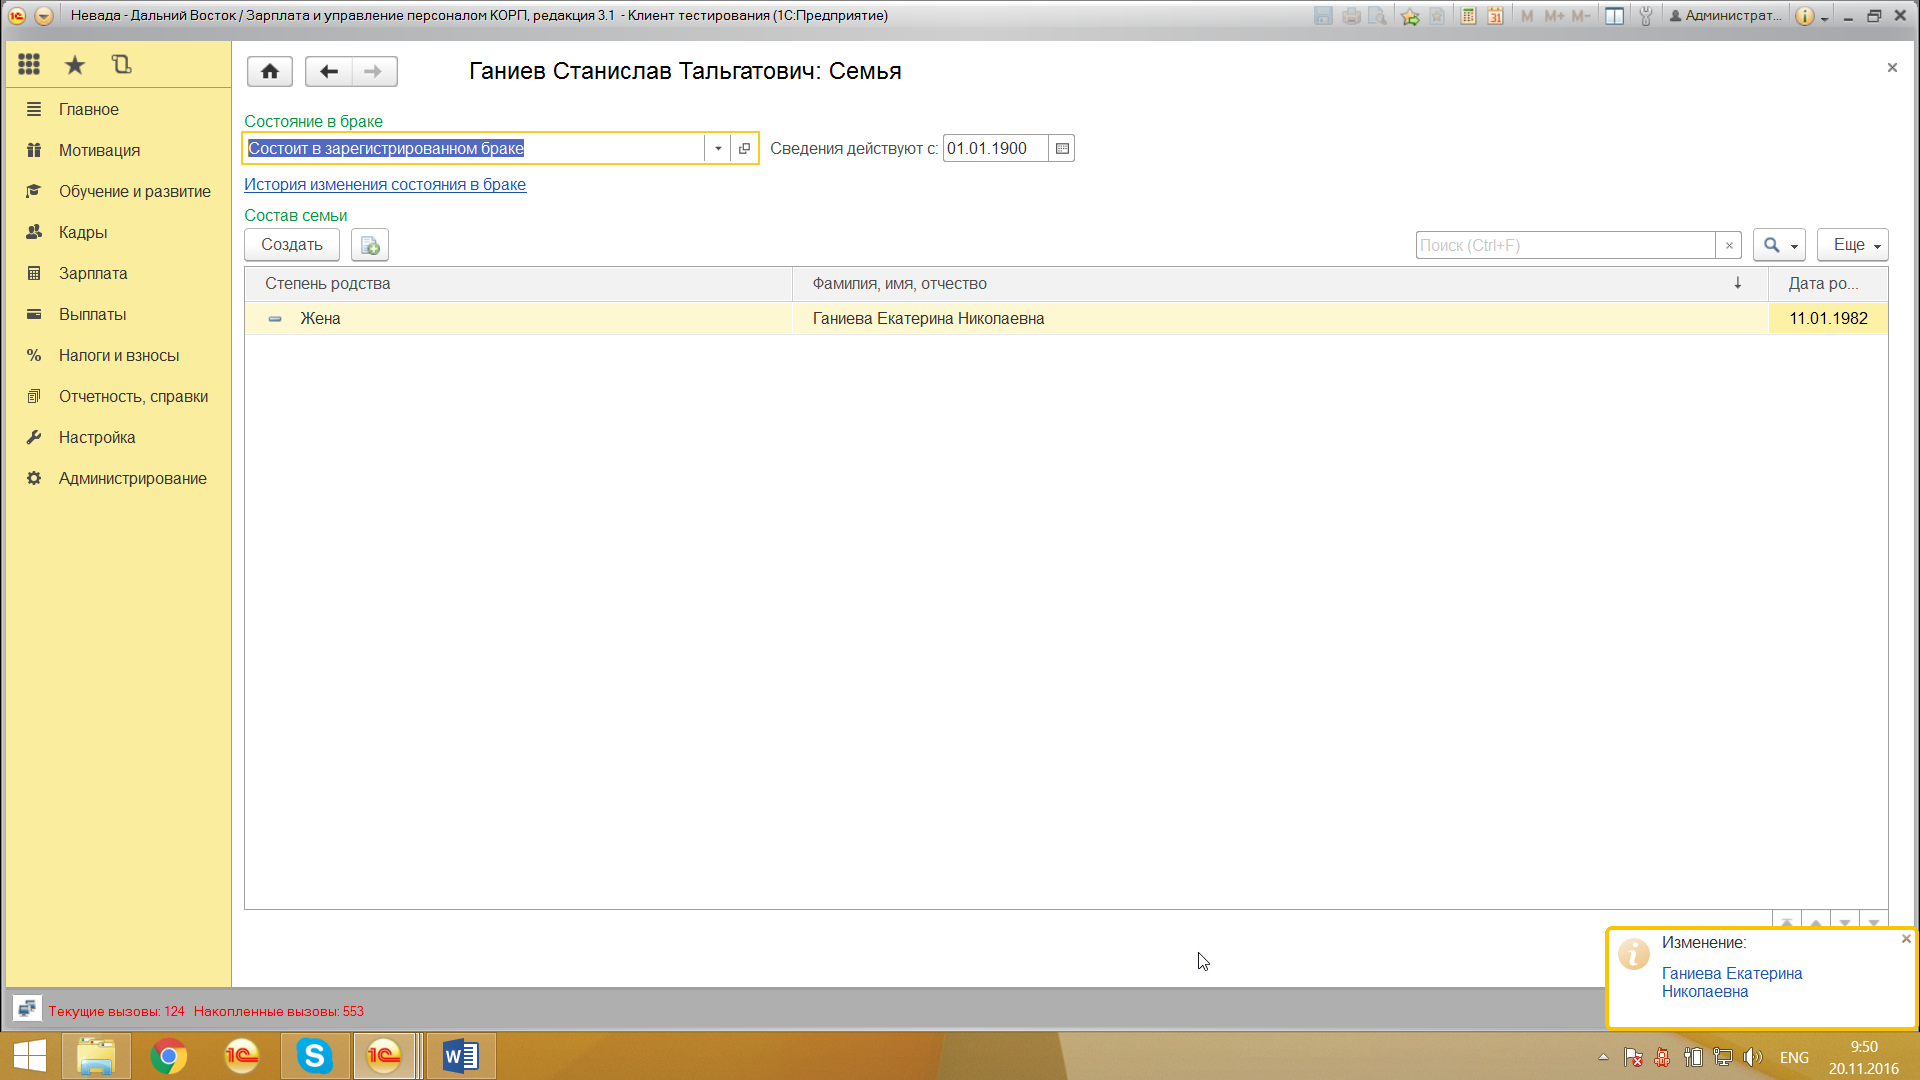 Невада - Дальний Восток / Зарплата и управление персоналом КОРП, редакция 3.1 - Клиент тестирования (1С:Предприятие)
31
M M+ M-
Администрат...
Ганиев Станислав Тальгатович: Семья
Главное
Мотивация
Обучение и развитие
Кадры
Зарплата
Выплаты
Налоги и взносы
Отчетность, справки
Настройка
Администрирование
Состояние в браке
Состоит в зарегистрированном браке
Сведения действуют с: 01.01.1900
История изменения состояния в браке
Состав семьи
Создать
Поиск (Ctrl+F)
Еще
Степень родства
Фамилия, имя, отчество
Дата ро...
Жена
Ганиева Екатерина Николаевна
11.01.1982
Изменение:
Ганиева Екатерина
Николаевна
Текущие вызовы: 124 Накопленные вызовы: 553
ENG
9:50
20.11.2016